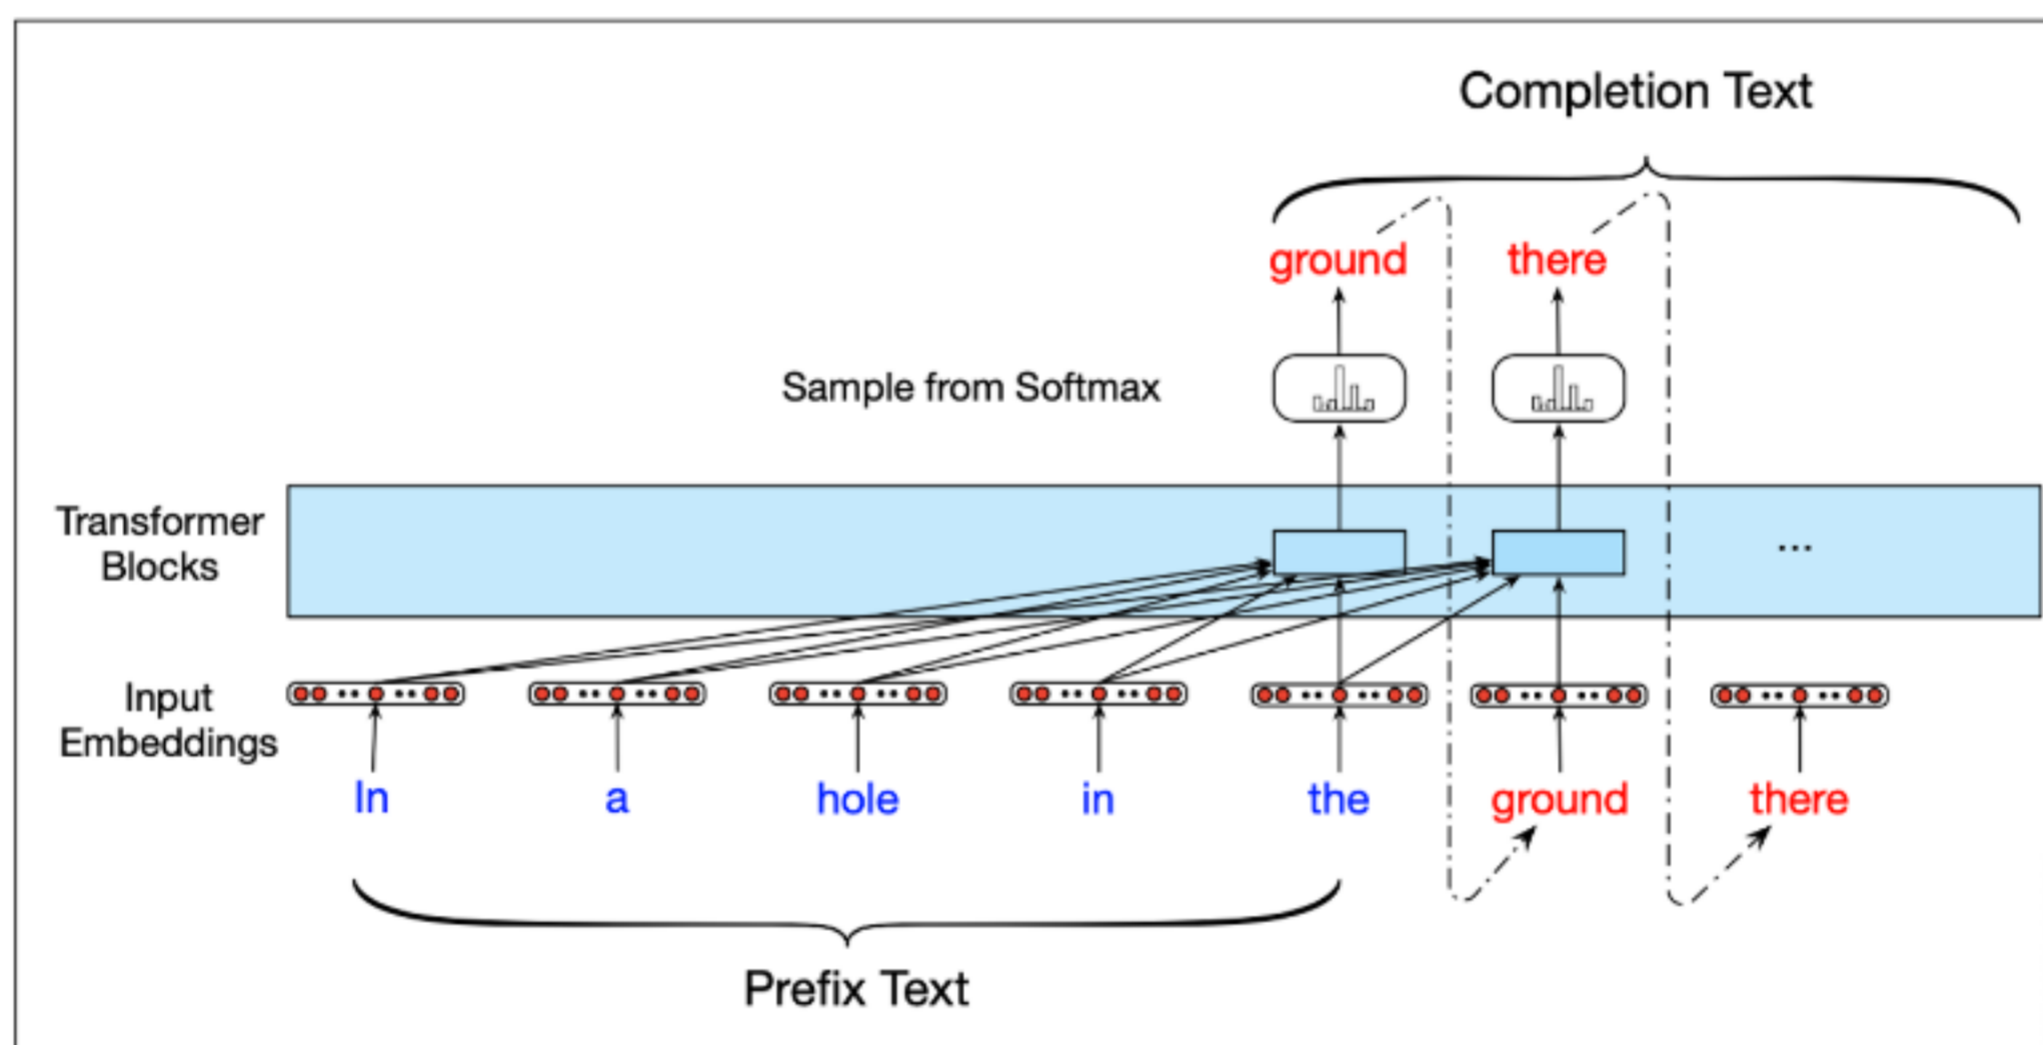 Completion Text
ground there
Sample from Softmax
Transformer
Blocks
...
Input
Embeddings
In a hole in the ground there
Prefix Text